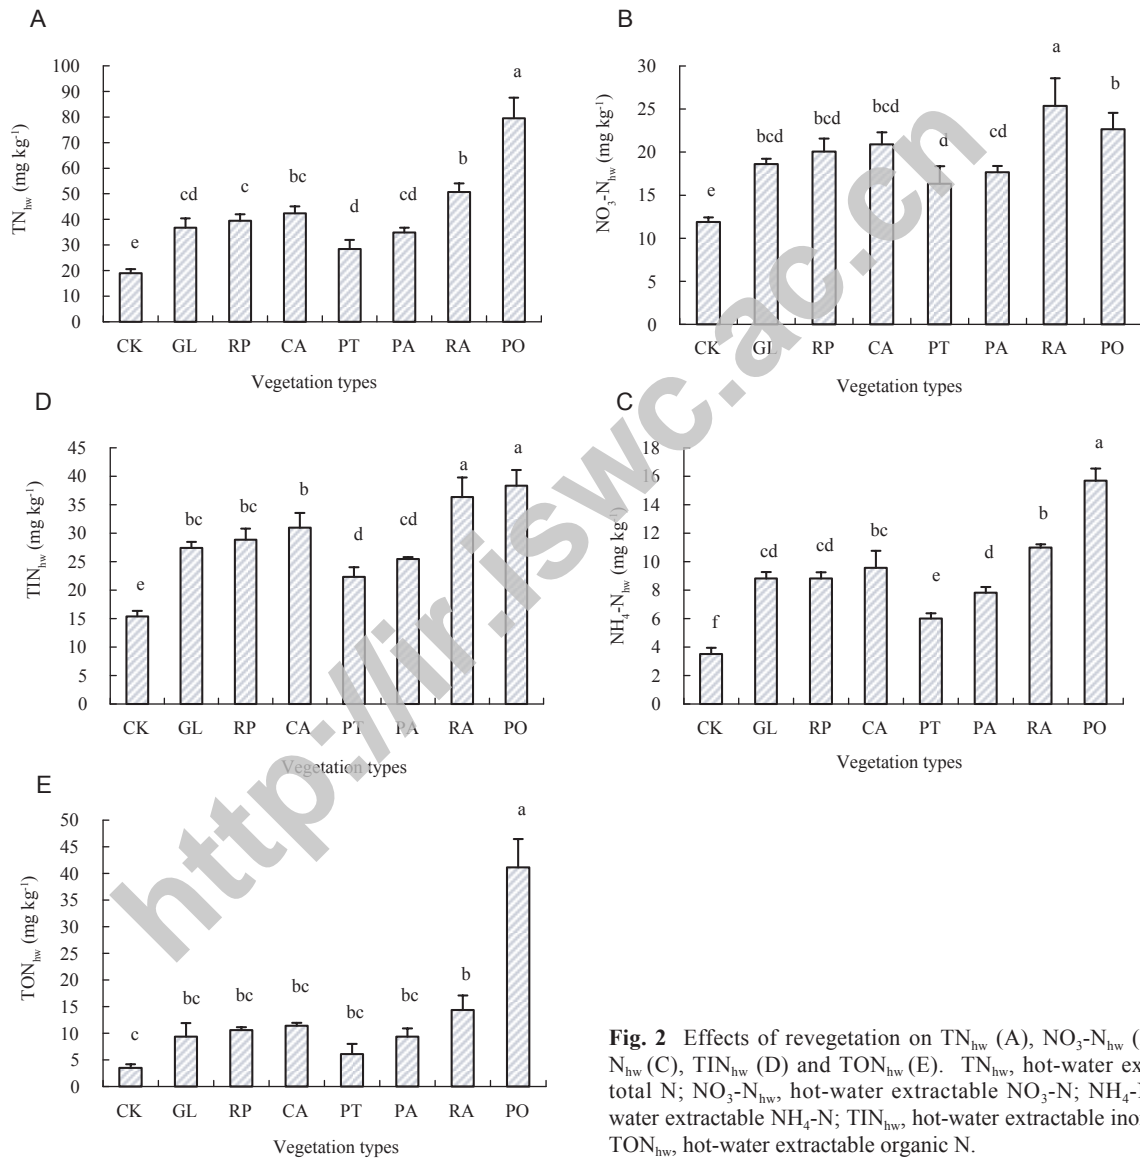 A
TNhw (mg kg-1)
100
90
80
70
60
50
40
30
20
10
0
e
cd
c
bc
d
cd
b
a
CK GL RP CA PT PA RA PO
Vegetation types
B
NO3-Nhw (mg kg-1)
30
25
20
15
10
5
0
e
bcd
bcd
bcd
d
cd
a
b
CK GL RP CA PT PA RA PO
Vegetation types
D
TINhw (mg kg-1)
45
40
35
30
25
20
15
10
5
0
e
bc
bc
b
d
cd
a
a
CK GL RP CA PT PA RA PO
Vegetation types
C
NH4-Nhw (mg kg-1)
18
16
14
12
10
8
6
4
2
0
f
cd
cd
bc
e
d
b
a
CK GL RP CA PT PA RA PO
Vegetation types
E
TONhw (mg kg-1)
50
45
40
35
30
25
20
15
10
5
0
c
bc
bc
bc
bc
bc
b
a
CK GL RP CA PT PA RA PO
Vegetation types
Fig. 2 Effects of revegetation on TNhw (A), NO3-Nhw (
Nhw (C), TINhw (D) and TONhw (E). TNhw, hot-water ex
total N; NO3-Nhw, hot-water extractable NO3-N; NH4-
water extractable NH4-N; TINhw, hot-water extractable ino
TONhw, hot-water extractable organic N.
http://ir.iswc.ac.cn